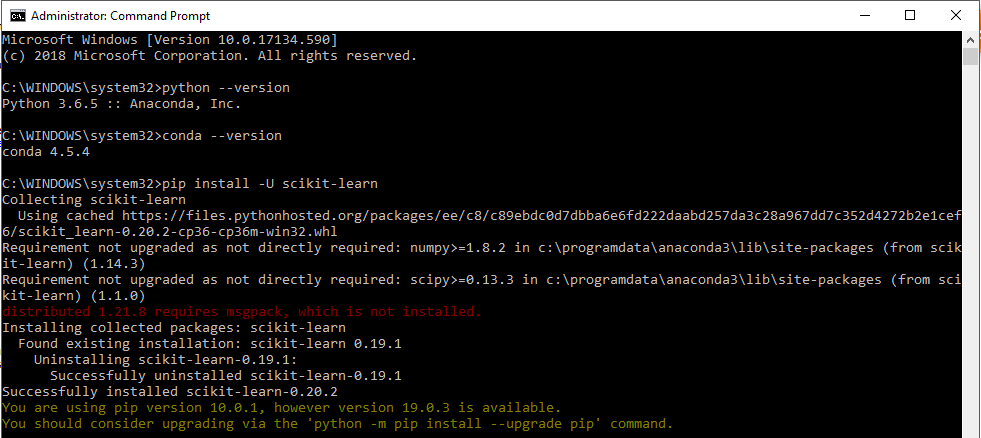 Administrator: Command Prompt
Microsoft Windows [Version 10.0.17134.590]
(c) 2018 Microsoft Corporation. All rights reserved.
C:\WINDOWS\system32>python --version
Python 3.6.5 :: Anaconda, Inc.
C:\WINDOWS\system32>conda --version
conda 4.5.4
C:\WINDOWS\system32>pip install -U scikit-learn
Collecting scikit-learn
  Using cached https://files.pythonhosted.org/packages/ee/c8/c89ebdc0d7dbba6e6fd222daabd257da3c28a967dd7c352d4272b2e1cef
6/scikit_learn-0.20.2-cp36-cp36m-win32.whl
Requirement not upgraded as not directly required: numpy>=1.8.2 in c:\programdata\anaconda3\lib\site-packages (from scik
it-learn) (1.14.3)
Requirement not upgraded as not directly required: scipy>=0.13.3 in c:\programdata\anaconda3\lib\site-packages (from sci
kit-learn) (1.1.0)
distributed 1.21.8 requires msgpack, which is not installed.
Installing collected packages: scikit-learn
  Found existing installation: scikit-learn 0.19.1
    Uninstalling scikit-learn-0.19.1:
      Successfully uninstalled scikit-learn-0.19.1
Successfully installed scikit-learn-0.20.2
You are using pip version 10.0.1, however version 19.0.3 is available.
You should consider upgrading via the 'python -m pip install --upgrade pip' command.